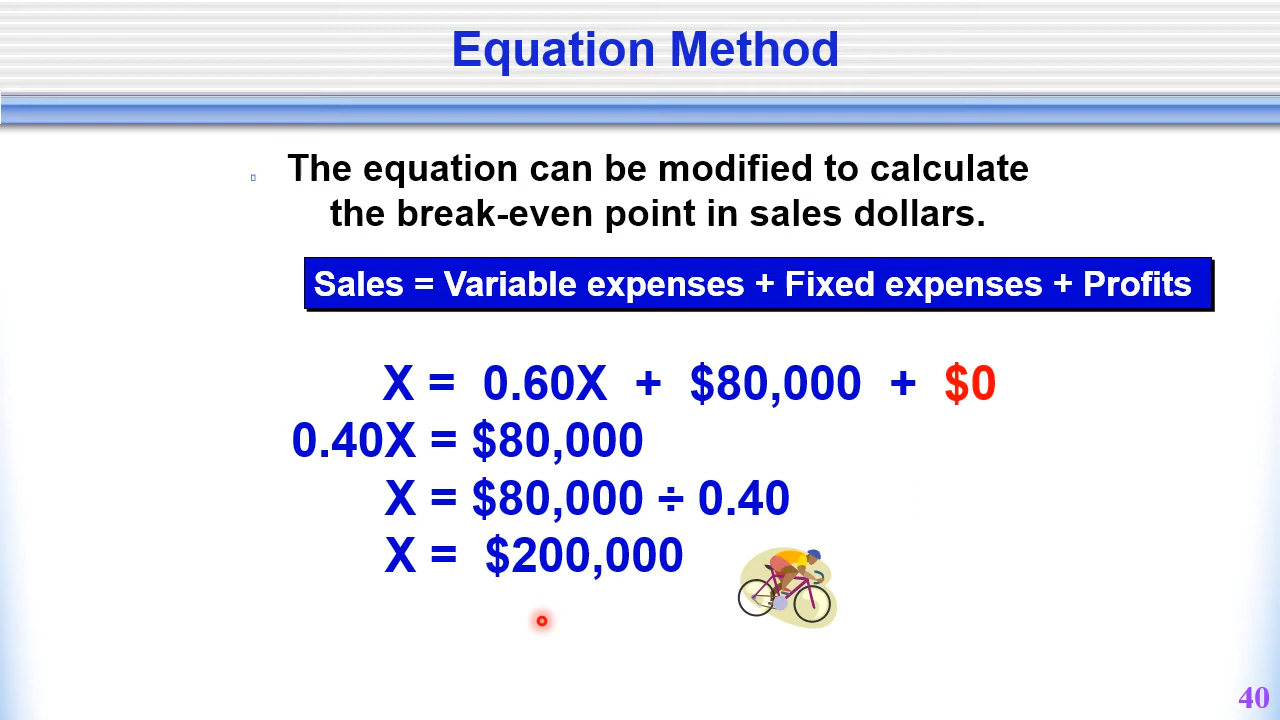 Equation Method
The equation can be modified to calculate
the break-even point in sales dollars.
Sales = Variable expenses + Fixed expenses + Profits
X = 0.60X + $80,000 + $0
0.40X = $80,000
X = $80,000 ÷ 0.40
X = $200,000
40